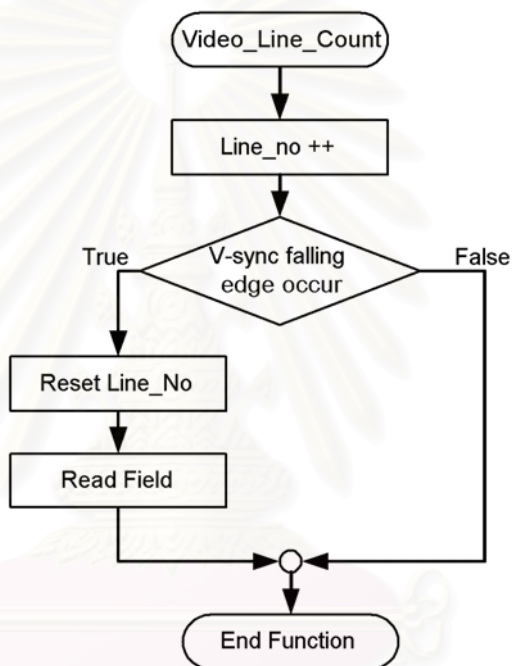 Video_Line_Count
Line_no ++
V-sync falling
edge occur
True
False
Reset Line_No
Read Field
End Function